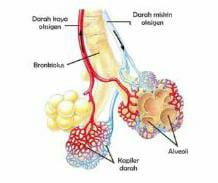 Darah kaya
oksigen
Darah miskin
oksigen
Bronkiolus
Alveoli
Kapiler
darah